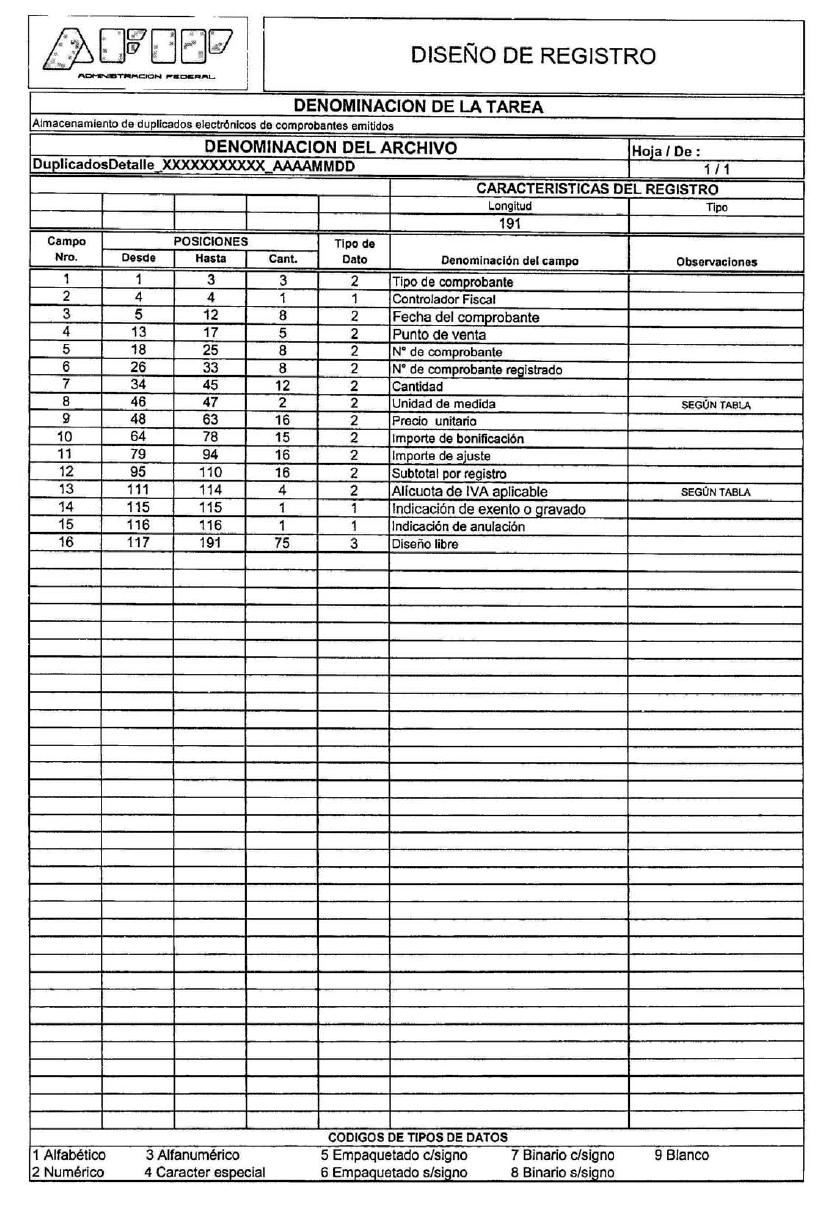 AFIP
ADMINISTRACION FEDERAL
DISEÑO DE REGISTRO
DENOMINACION DE LA TAREA
Almacenamiento de duplicados electrónicos de comprobantes emitidos
DENOMINACION DEL ARCHIVO Hoja / De :
DuplicadosDetalle_XXXXXXXXXXX_AAAAMMDD 1 / 1
CARACTERISTICAS DEL REGISTRO
Longitud Tipo
191
Campo POSICIONES Tipo de
Nro. Desde Hasta Cant. Dato Denominación del campo Observaciones
1 1 3 3 2 Tipo de comprobante
2 4 4 1 1 Controlador Fiscal
3 5 12 8 2 Fecha del comprobante
4 13 17 5 2 Punto de venta
5 18 25 8 2 N° de comprobante
6 26 33 8 2 N° de comprobante registrado
7 34 45 12 2 Cantidad
8 46 47 2 2 Unidad de medida SEGÚN TABLA
9 48 63 16 2 Precio unitario
10 64 78 15 2 Importe de bonificación
11 79 94 16 2 Importe de ajuste
12 95 110 16 2 Subtotal por registro
13 111 114 4 2 Alícuota de IVA aplicable SEGÚN TABLA
14 115 115 1 1 Indicación de exento o gravado
15 116 116 1 1 Indicación de anulación
16 117 191 75 3 Diseño libre
CODIGOS DE TIPOS DE DATOS
1 Alfabético 3 Alfanumérico 5 Empaquetado c/signo 7 Binario c/signo 9 Blanco
2 Numérico 4 Caracter especial 6 Empaquetado s/signo 8 Binario s/signo